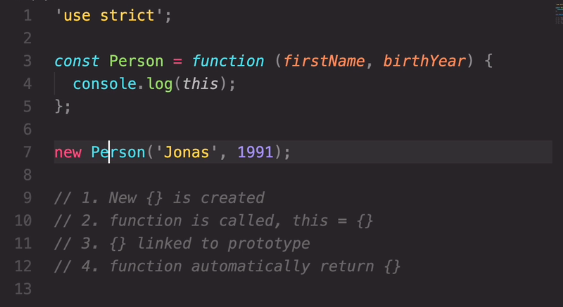 1 'use strict';
2
3 const Person = function (firstName, birthYear) {
4 console.log(this);
5 };
6
7 new Person('Jonas', 1991);
8
9 // 1. New {} is created
10 // 2. function is called, this = {}
11 // 3. {} linked to prototype
12 // 4. function automatically return {}
13